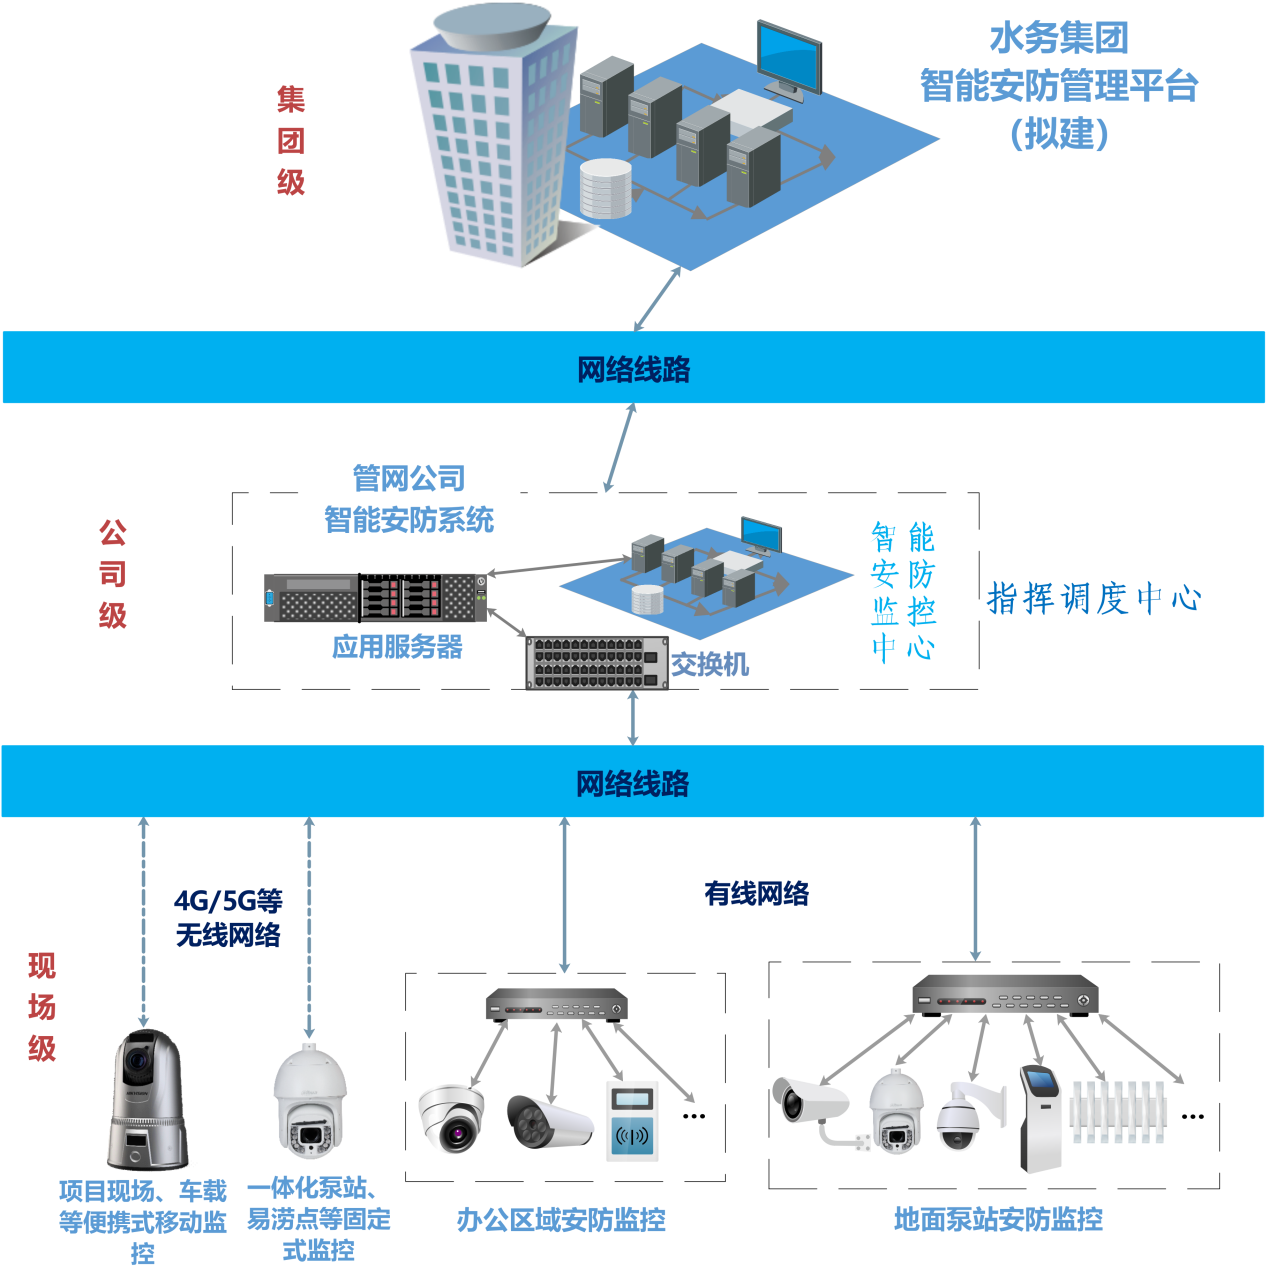 水务集团
智能安防管理平台
（拟建）
集
团
级
网络线路
管网公司
智能安防系统
公
司
级
智能
安防
监控
中心
指挥调度中心
应用服务器
交换机
网络线路
4G/5G等
无线网络
有线网络
现
场
级
...
...
项目现场、车载
等便携式移动监
控
一体化泵站、
易涝点等固定
式监控
办公区域安防监控
地面泵站安防监控